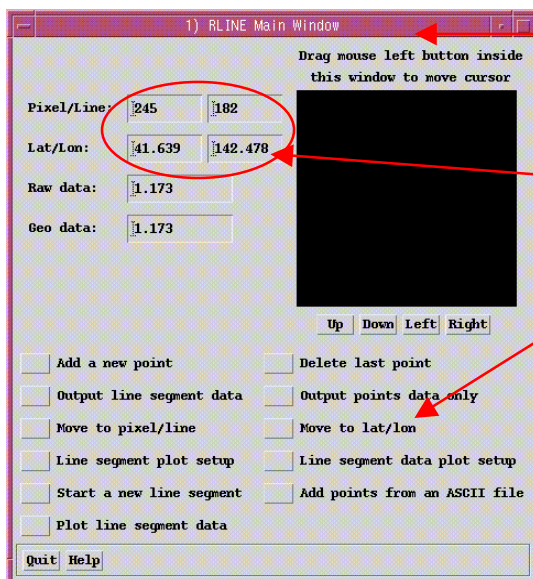 1) RLINE Main Window
Drag mouse left button inside
this window to move cursor
Pixel/Line: 245 182
Lat/Lon: 41.639 142.478
Raw data: 1.173
Geo data: 1.173
Up Down Left Right
Add a new point Delete last point
Output line segment data Output points data only
Move to pixel/line Move to lat/lon
Line segment plot setup Line segment data plot setup
Start a new line segment Add points from an ASCII file
Plot line segment data
Quit Help